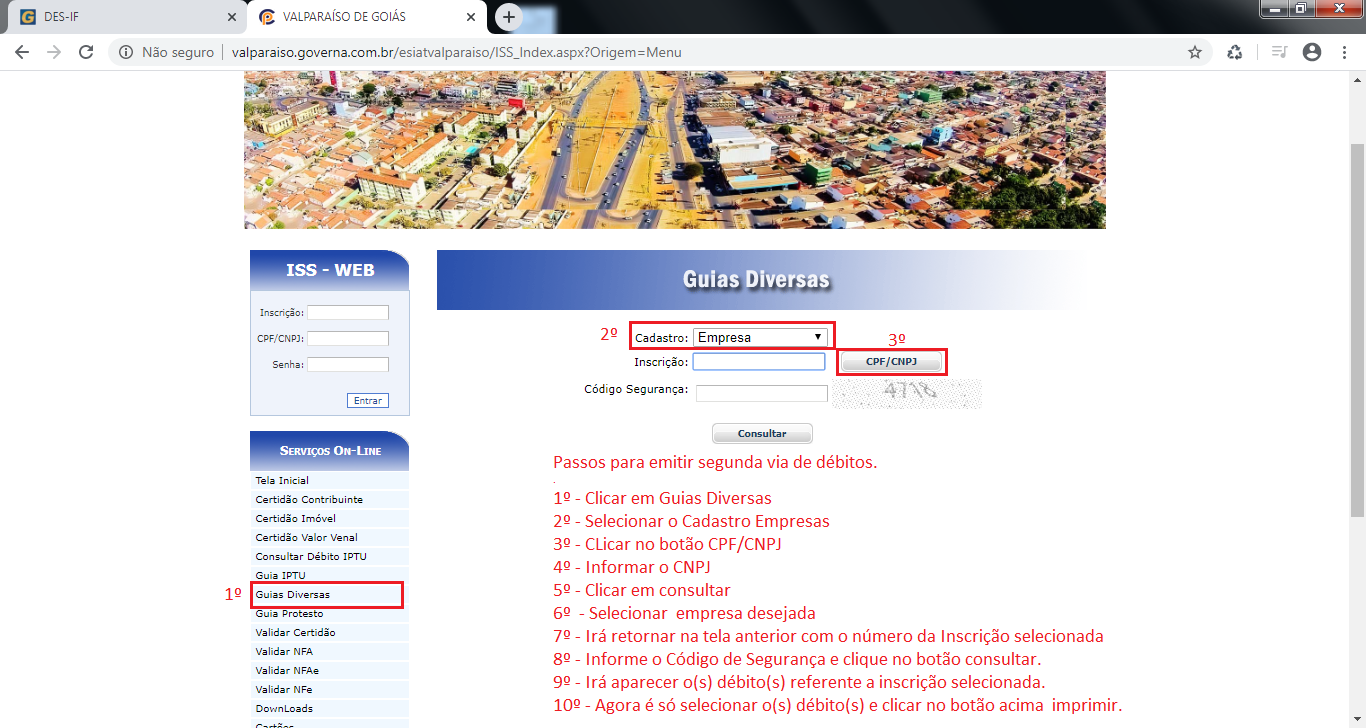 DES-IF
VALPARAÍSO DE GOIÁS
Não seguro
valparaiso.governa.com.br/esiatvalparaiso/ISS_Index.aspx?Origem=Menu
ISS - WEB
Inscrição:
CPF/CNPJ:
Senha:
Entrar
Serviços On-Line
Tela Inicial
Certidão Contribuinte
Certidão Imóvel
Certidão Valor Venal
Consultar Débito IPTU
Guia IPTU
1º
Guias Diversas
Guia Protesto
Validar Certidão
Validar NFA
Validar NFAe
Validar NFe
DownLoads
Cartões
Guias Diversas
2º
Cadastro: Empresa
3º
Inscrição:
CPF/CNPJ
Código Segurança:
Consultar
Passos para emitir segunda via de débitos.
.
1º - Clicar em Guias Diversas
2º - Selecionar o Cadastro Empresas
3º - CLicar no botão CPF/CNPJ
4º - Informar o CNPJ
5º - Clicar em consultar
6º - Selecionar empresa desejada
7º - Irá retornar na tela anterior com o número da Inscrição selecionada
8º - Informe o Código de Segurança e clique no botão consultar.
9º - Irá aparecer o(s) débito(s) referente a inscrição selecionada.
10º - Agora é só selecionar o(s) débito(s) e clicar no botão acima imprimir.